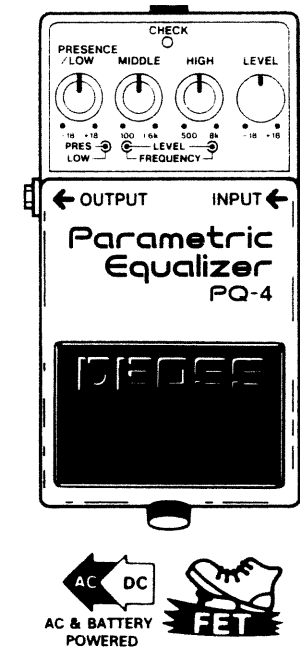 CHECK
PRESENCE
/LOW MIDDLE HIGH LEVEL
-18 +18 100 1.6k 500 8k -18 +18
PRES LEVEL
LOW FREQUENCY
OUTPUT INPUT
Parametric
Equalizer
PQ-4
BOSS
AC DC
AC & BATTERY
POWERED
FET